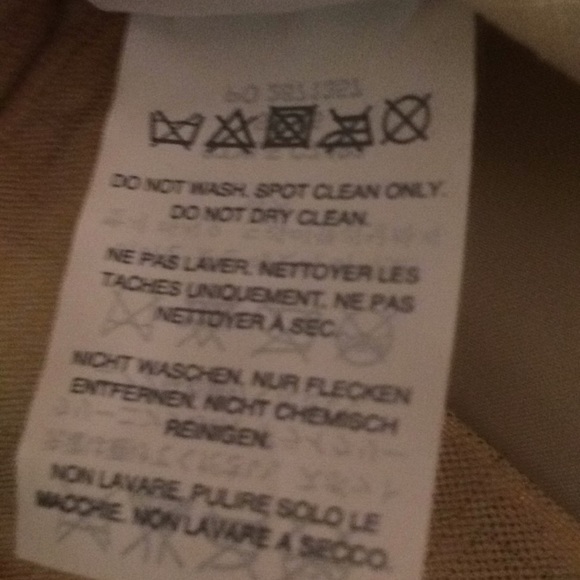 DO NOT WASH. SPOT CLEAN ONLY.
DO NOT DRY CLEAN.
NE PAS LAVER. NETTOYER LES
TACHES UNIQUEMENT. NE PAS
NETTOYER À SEC.
NICHT WASCHEN. NUR FLECKEN
ENTFERNEN. NICHT CHEMISCH
REINIGEN.
NON LAVARE. PULIRE SOLO LE
MACCHIE. NON LAVARE A SECCO.